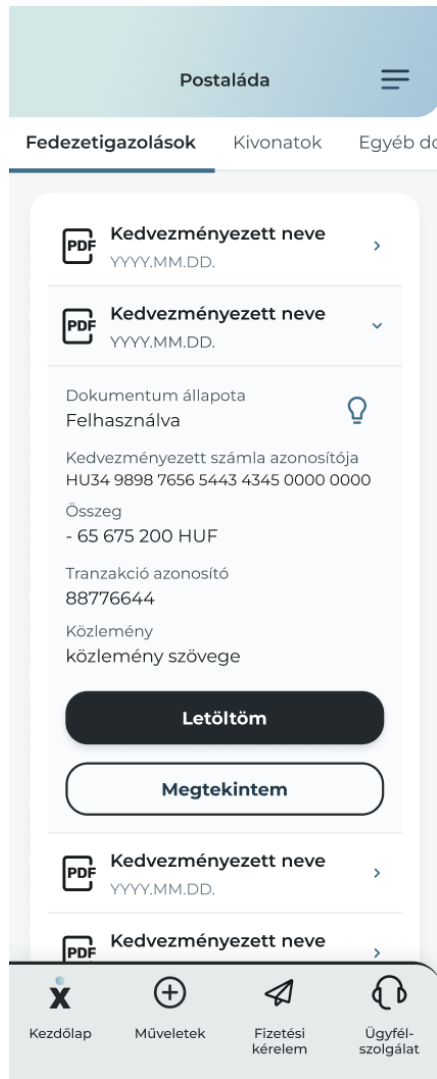 Postaláda
Fedezetigazolások Kivonatok Egyéb do
PDF Kedvezményezett neve
YYYY.MM.DD.
PDF Kedvezményezett neve
YYYY.MM.DD.
Dokumentum állapota
Felhasználva
Kedvezményezett számla azonosítója
HU34 9898 7656 5443 4345 0000 0000
Összeg
- 65 675 200 HUF
Tranzakció azonosító
88776644
Közlemény
közlemény szövege
Letöltöm
Megtekintem
PDF Kedvezményezett neve
YYYY.MM.DD.
PDF Kedvezményezett neve
Kezdőlap Műveletek Fizetési kérelem Ügyfél-szolgálat